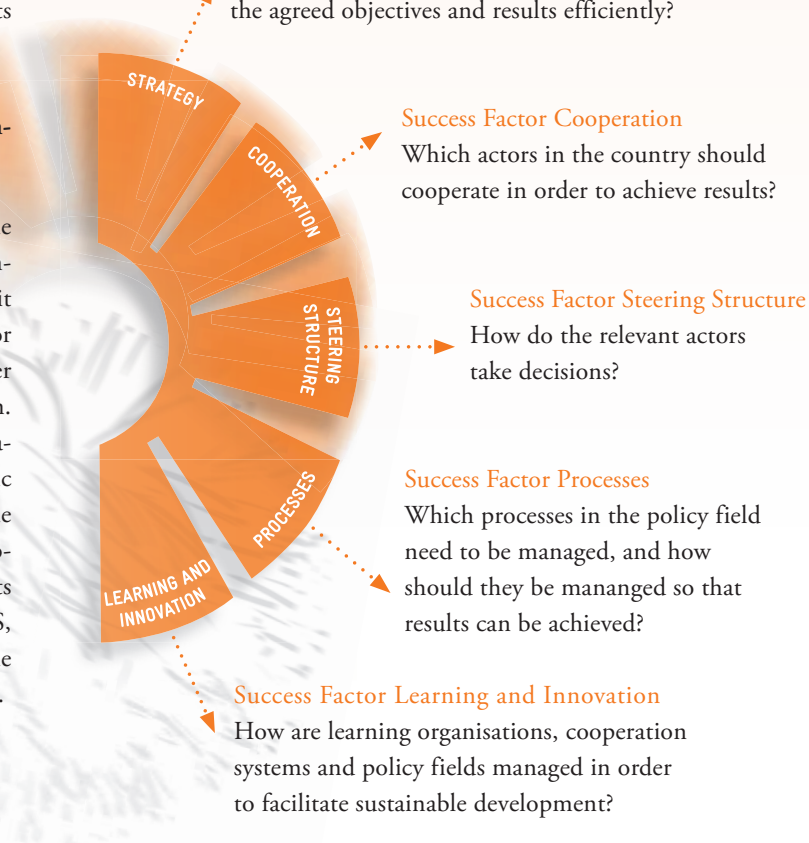 the agreed objectives and results efficiently?
STRATEGY
Success Factor Cooperation
Which actors in the country should
cooperate in order to achieve results?
COOPERATION
Success Factor Steering Structure
How do the relevant actors
take decisions?
STEERING
STRUCTURE
Success Factor Processes
Which processes in the policy field
need to be managed, and how
should they be mananged so that
results can be achieved?
PROCESSES
LEARNING AND
INNOVATION
Success Factor Learning and Innovation
How are learning organisations, cooperation
systems and policy fields managed in order
to facilitate sustainable development?